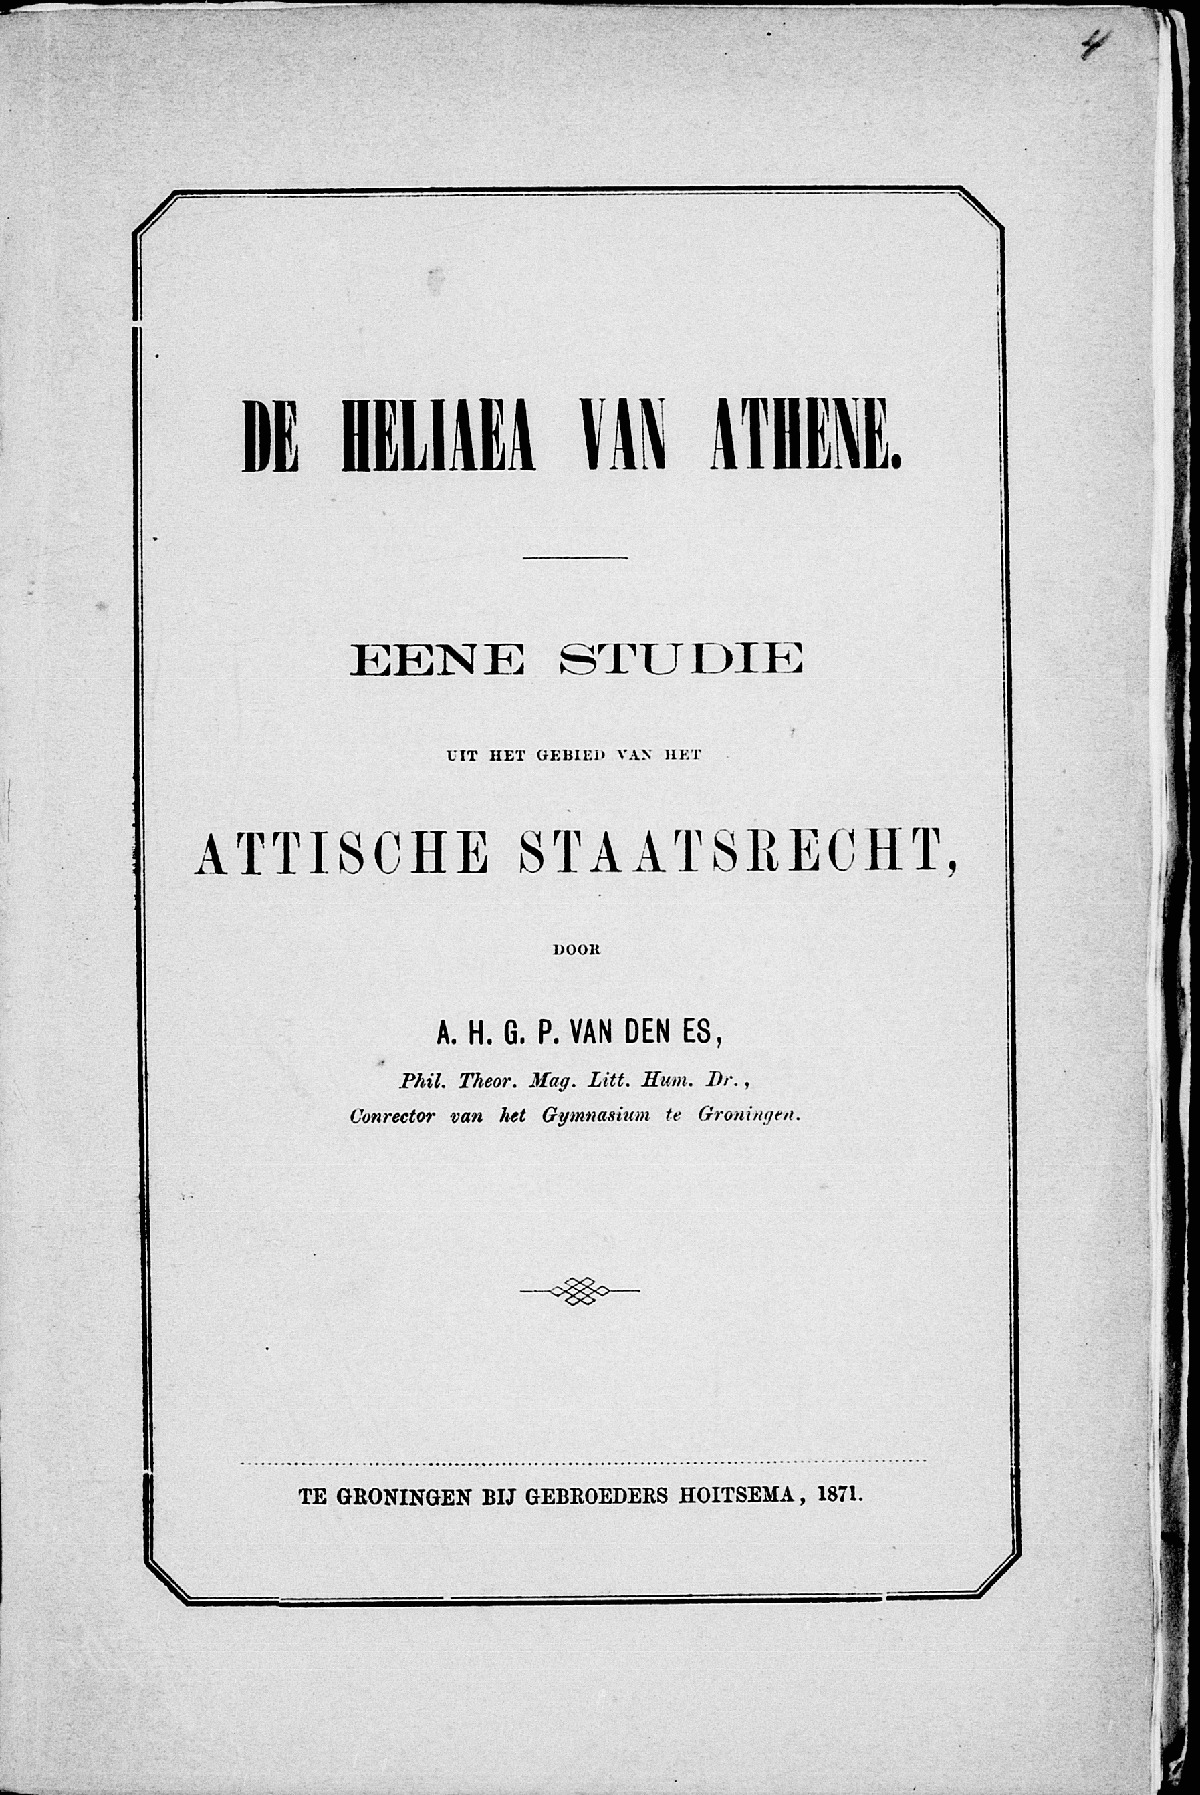 4
DE HELIAEA VAN ATHENE.
EENE STUDIE
UIT HET GEBIED VAN HET
ATTISCHE STAATSRECHT,
DOOR
A. H. G. P. VAN DEN ES,
Phil. Theor. Mag. Litt. Hum. Dr.,
Conrector van het Gymnasium te Groningen.
TE GRONINGEN BIJ GEBROEDERS HOITSEMA, 1871.